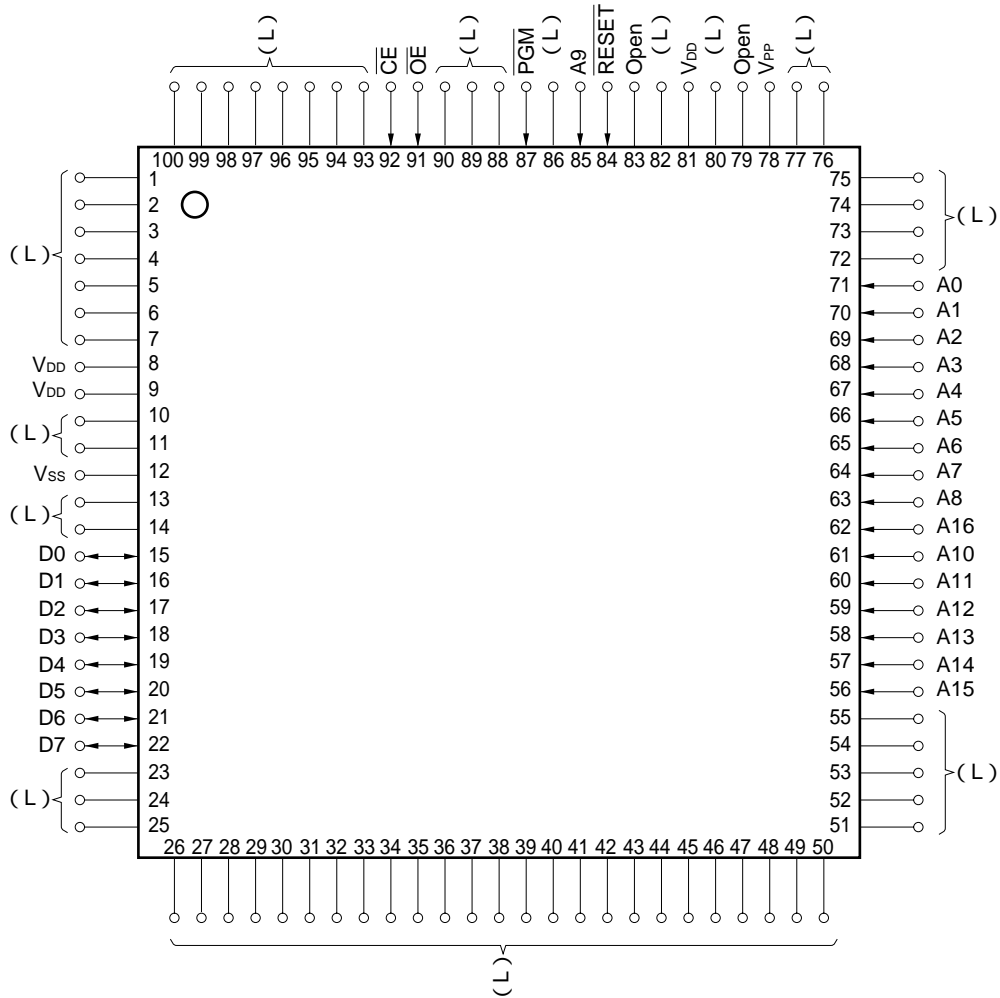 (L)
CE
OE
(L)
PGM
(L)
A9
RESET
Open
(L)
VDD
(L)
Open
VPP
(L)
100 99 98 97 96 95 94 93 92 91 90 89 88 87 86 85 84 83 82 81 80 79 78 77 76
(L)
1
2
3
4
5
6
7
VDD 8
VDD 9
(L)
10
11
VSS 12
(L)
13
14
D0 15
D1 16
D2 17
D3 18
D4 19
D5 20
D6 21
D7 22
(L)
23
24
25
75
74
73
72
(L)
71 A0
70 A1
69 A2
68 A3
67 A4
66 A5
65 A6
64 A7
63 A8
62 A16
61 A10
60 A11
59 A12
58 A13
57 A14
56 A15
55
54
53
52
51
(L)
26 27 28 29 30 31 32 33 34 35 36 37 38 39 40 41 42 43 44 45 46 47 48 49 50
(L)